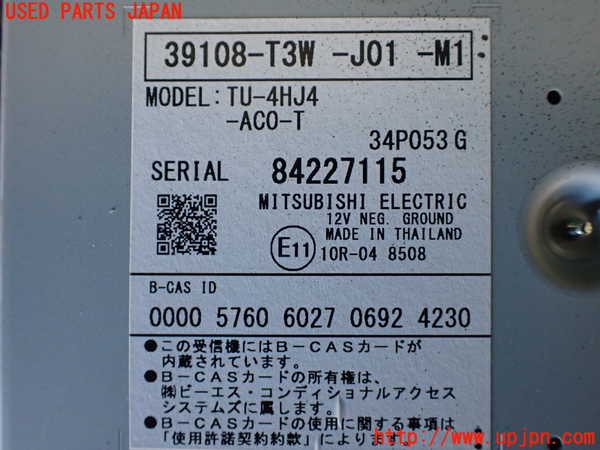 USED PARTS JAPAN
39108-T3W -J01 -M1
MODEL: TU-4HJ4
-ACO-T
34P053G
SERIAL 84227115
MITSUBISHI ELECTRIC
12V NEG. GROUND
MADE IN THAILAND
E11 10R-04 8508
B-CAS ID
0000 5760 6027 0692 4230
●この受信機にはB-CASカードが
内蔵されています。
●B-CASカードの所有権は、
㈱ビーエス・コンディショナルアクセス
システムズに属します。
●B-CASカードの使用に関する事項は
「使用許諾契約約款」によります。
http://www.upjpn.com/